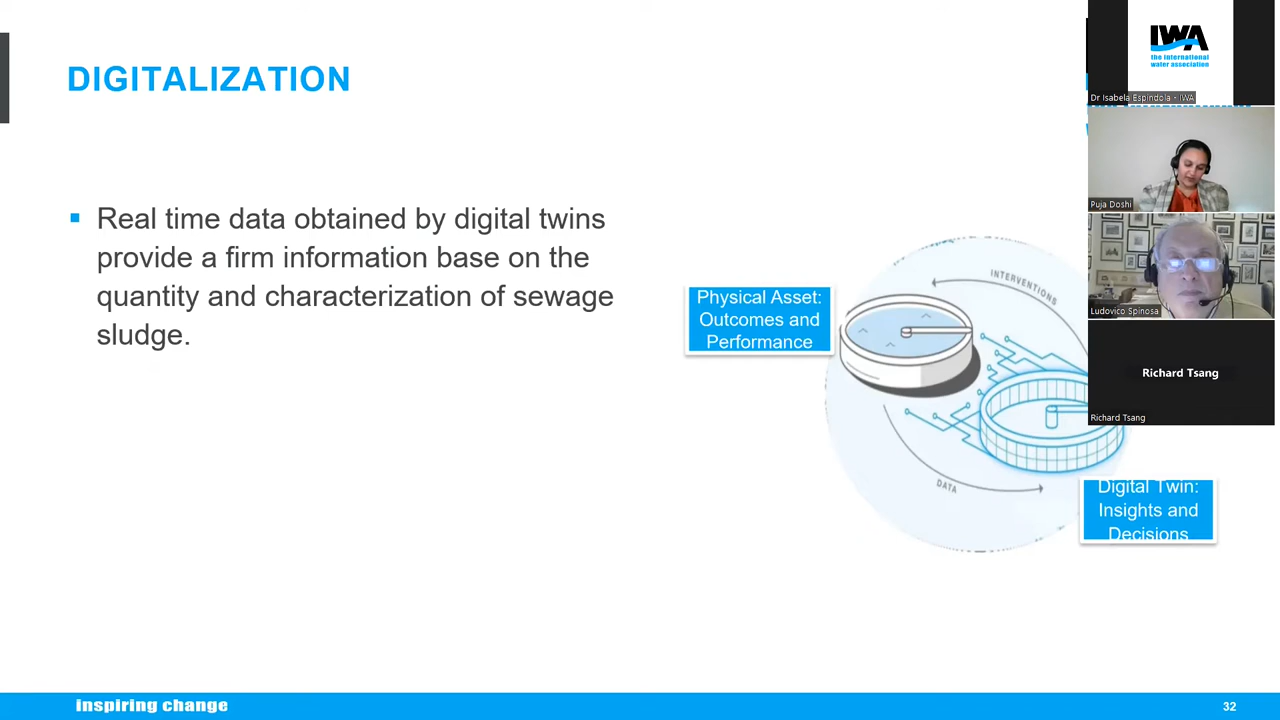 DIGITALIZATION
Real time data obtained by digital twins
provide a firm information base on the
quantity and characterization of sewage
sludge.
Physical Asset:
Outcomes and
Performance
INTERVENTIONS
DATA
Digital Twin:
Insights and
Decisions
IWA
the international
water association
Dr Isabela Espindola - IWA
Puja Doshi
Ludovico Spinosa
Richard Tsang
Richard Tsang
inspiring change
32